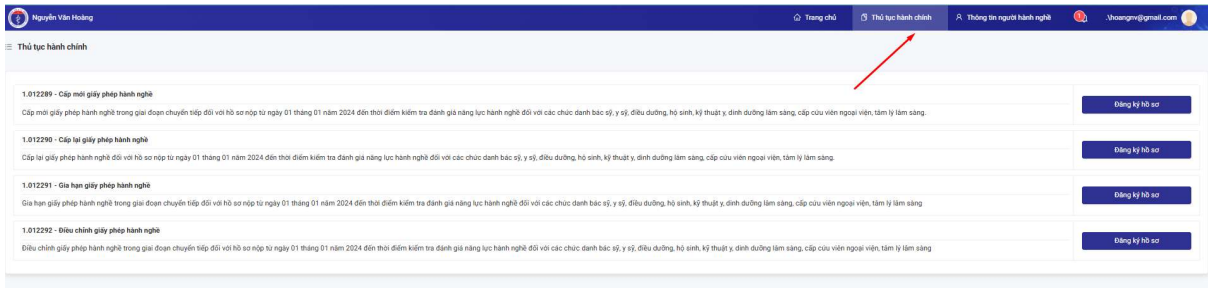 Nguyễn Văn Hoàng
Trang chủ
Thủ tục hành chính
Thông tin người hành nghề
1
.\hoangnv@gmail.com
Thủ tục hành chính
1.012289 - Cấp mới giấy phép hành nghề
Cấp mới giấy phép hành nghề trong giai đoạn chuyển tiếp đối với hồ sơ nộp từ ngày 01 tháng 01 năm 2024 đến thời điểm kiểm tra đánh giá năng lực hành nghề đối với các chức danh bác sỹ, y sỹ, điều dưỡng, hộ sinh, kỹ thuật y, dinh dưỡng lâm sàng, cấp cứu viên ngoại viện, tâm lý lâm sàng.
Đăng ký hồ sơ
1.012290 - Cấp lại giấy phép hành nghề
Cấp lại giấy phép hành nghề đối với hồ sơ nộp từ ngày 01 tháng 01 năm 2024 đến thời điểm kiểm tra đánh giá năng lực hành nghề đối với các chức danh bác sỹ, y sỹ, điều dưỡng, hộ sinh, kỹ thuật y, dinh dưỡng lâm sàng, cấp cứu viên ngoại viện, tâm lý lâm sàng.
Đăng ký hồ sơ
1.012291 - Gia hạn giấy phép hành nghề
Gia hạn giấy phép hành nghề trong giai đoạn chuyển tiếp đối với hồ sơ nộp từ ngày 01 tháng 01 năm 2024 đến thời điểm kiểm tra đánh giá năng lực hành nghề đối với các chức danh bác sỹ, y sỹ, điều dưỡng, hộ sinh, kỹ thuật y, dinh dưỡng lâm sàng, cấp cứu viên ngoại viện, tâm lý lâm sàng
Đăng ký hồ sơ
1.012292 - Điều chỉnh giấy phép hành nghề
Điều chỉnh giấy phép hành nghề trong giai đoạn chuyển tiếp đối với hồ sơ nộp từ ngày 01 tháng 01 năm 2024 đến thời điểm kiểm tra đánh giá năng lực hành nghề đối với các chức danh bác sỹ, y sỹ, điều dưỡng, hộ sinh, kỹ thuật y, dinh dưỡng lâm sàng, cấp cứu viên ngoại viện, tâm lý lâm sàng
Đăng ký hồ sơ